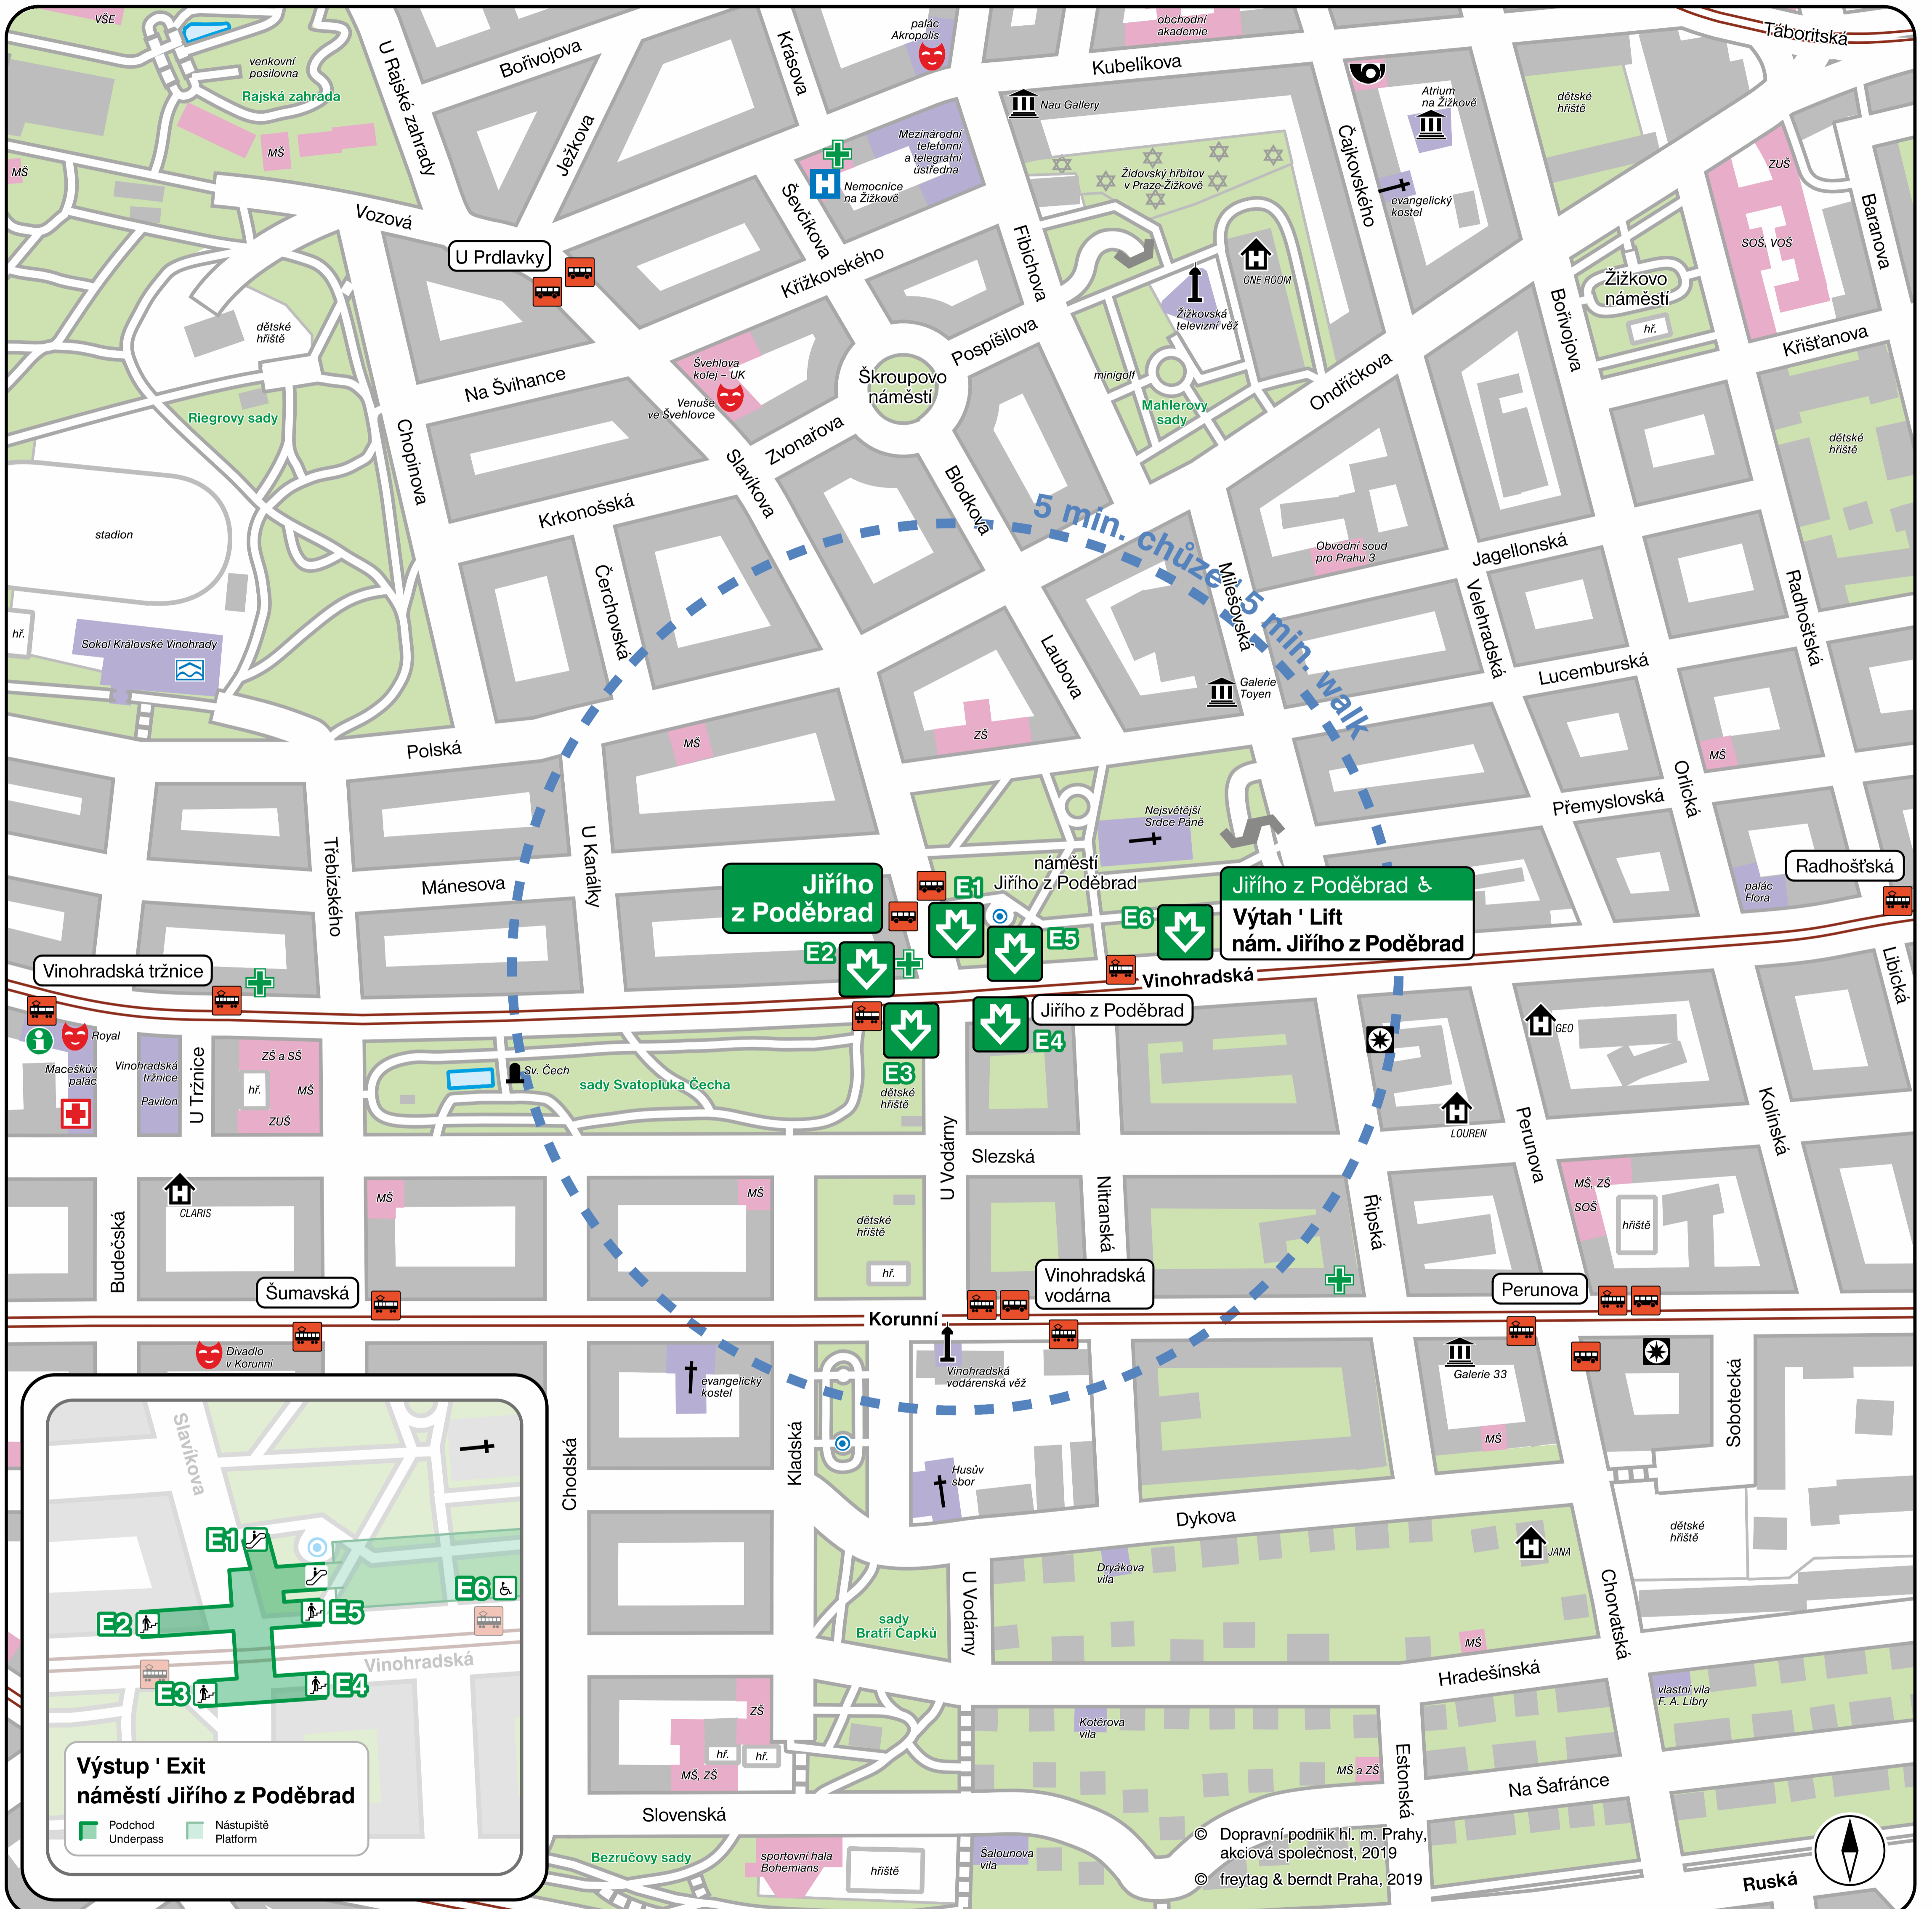 VŠE
venkovní
posilovna
Rajská zahrada
MŠ
MŠ
U Rajské zahrady
Bořivojova
Ježkova
Krásova
palác
Akropolis
obchodní
akademie
Kubelíkova
Táboritská
Nau Gallery
Atrium
na Žižkově
dětské
hřiště
Mezinárodní
telefonní
a telegrafní
ústředna
Nemocnice
na Žižkově
Ševčíkova
Židovský hřbitov
v Praze-Žižkově
Čajkovského
evangelický
kostel
ZUŠ
SOŠ, VOŠ
Baranova
Vozová
U Prdlavky
Křížkovského
Fibichova
ONE ROOM
Žižkovská
televizní věž
Žižkovo
náměstí
hř.
Bořivojova
Křišťanova
dětské
hřiště
Riegrovy sady
Na Švihance
Švehlova
kolej – UK
Venuše
ve Švehlovce
Škroupovo
náměstí
Pospíšilova
minigolf
Mahlerovy
sady
Ondříčkova
dětské
hřiště
Chopinova
Zvonařova
Slavíkova
Blodkova
Krkonošská
stadion
5 min. chůze ' 5 min. walk
Obvodní soud
pro Prahu 3
Jagellonská
Čerchovská
Milešovská
Velehradská
Radhošťská
hř.
Sokol Královské Vinohrady
Laubova
Lucemburská
Galerie
Toyen
Polská
MŠ
ZŠ
MŠ
Orlická
Přemyslovská
Nejsvětější
Srdce Páně
Třebízského
U Kanálky
Mánesova
náměstí
Jiřího z Poděbrad
Jiřího
z Poděbrad
E1
E2
E5
E6
Jiřího z Poděbrad
Výtah ' Lift
nám. Jiřího z Poděbrad
palác
Flora
Radhošťská
Vinohradská tržnice
Vinohradská
Libická
Jiřího z Poděbrad
E4
E3
Royal
Maceškův
palác
Vinohradská
tržnice
Pavilon
U Tržnice
ZŠ a SŠ
hř.
MŠ
ZUŠ
Sv. Čech
sady Svatopluka Čecha
dětské
hřiště
GEO
LOUREN
Perunova
Kolínská
U Vodárny
Slezská
CLARIS
Budečská
MŠ
MŠ
dětské
hřiště
hř.
Nitranská
Řipská
MŠ, ZŠ
SOŠ
hřiště
Šumavská
Vinohradská
vodárna
Perunova
Korunní
Divadlo
v Korunní
evangelický
kostel
Vinohradská
vodárenská věž
Galerie 33
MŠ
Sobotecká
Chodská
Kladská
Husův
sbor
Dykova
dětské
hřiště
JANA
Dryákova
vila
U Vodárny
sady
Bratří Čapků
MŠ
Hradešínská
Chorvatská
vlastní vila
F. A. Libry
Kotěrova
vila
MŠ a ZŠ
Estonská
Na Šafránce
ZŠ
hř.
hř.
MŠ, ZŠ
Slovenská
Bezručovy sady
sportovní hala
Bohemians
hřiště
Šalounova
vila
Ruská
Slavíkova
E1
E2
E5
E6
Vinohradská
E3
E4
Výstup ' Exit
náměstí Jiřího z Poděbrad
Podchod
Underpass
Nástupiště
Platform
© Dopravní podnik hl. m. Prahy,
akciová společnost, 2019
© freytag & berndt Praha, 2019